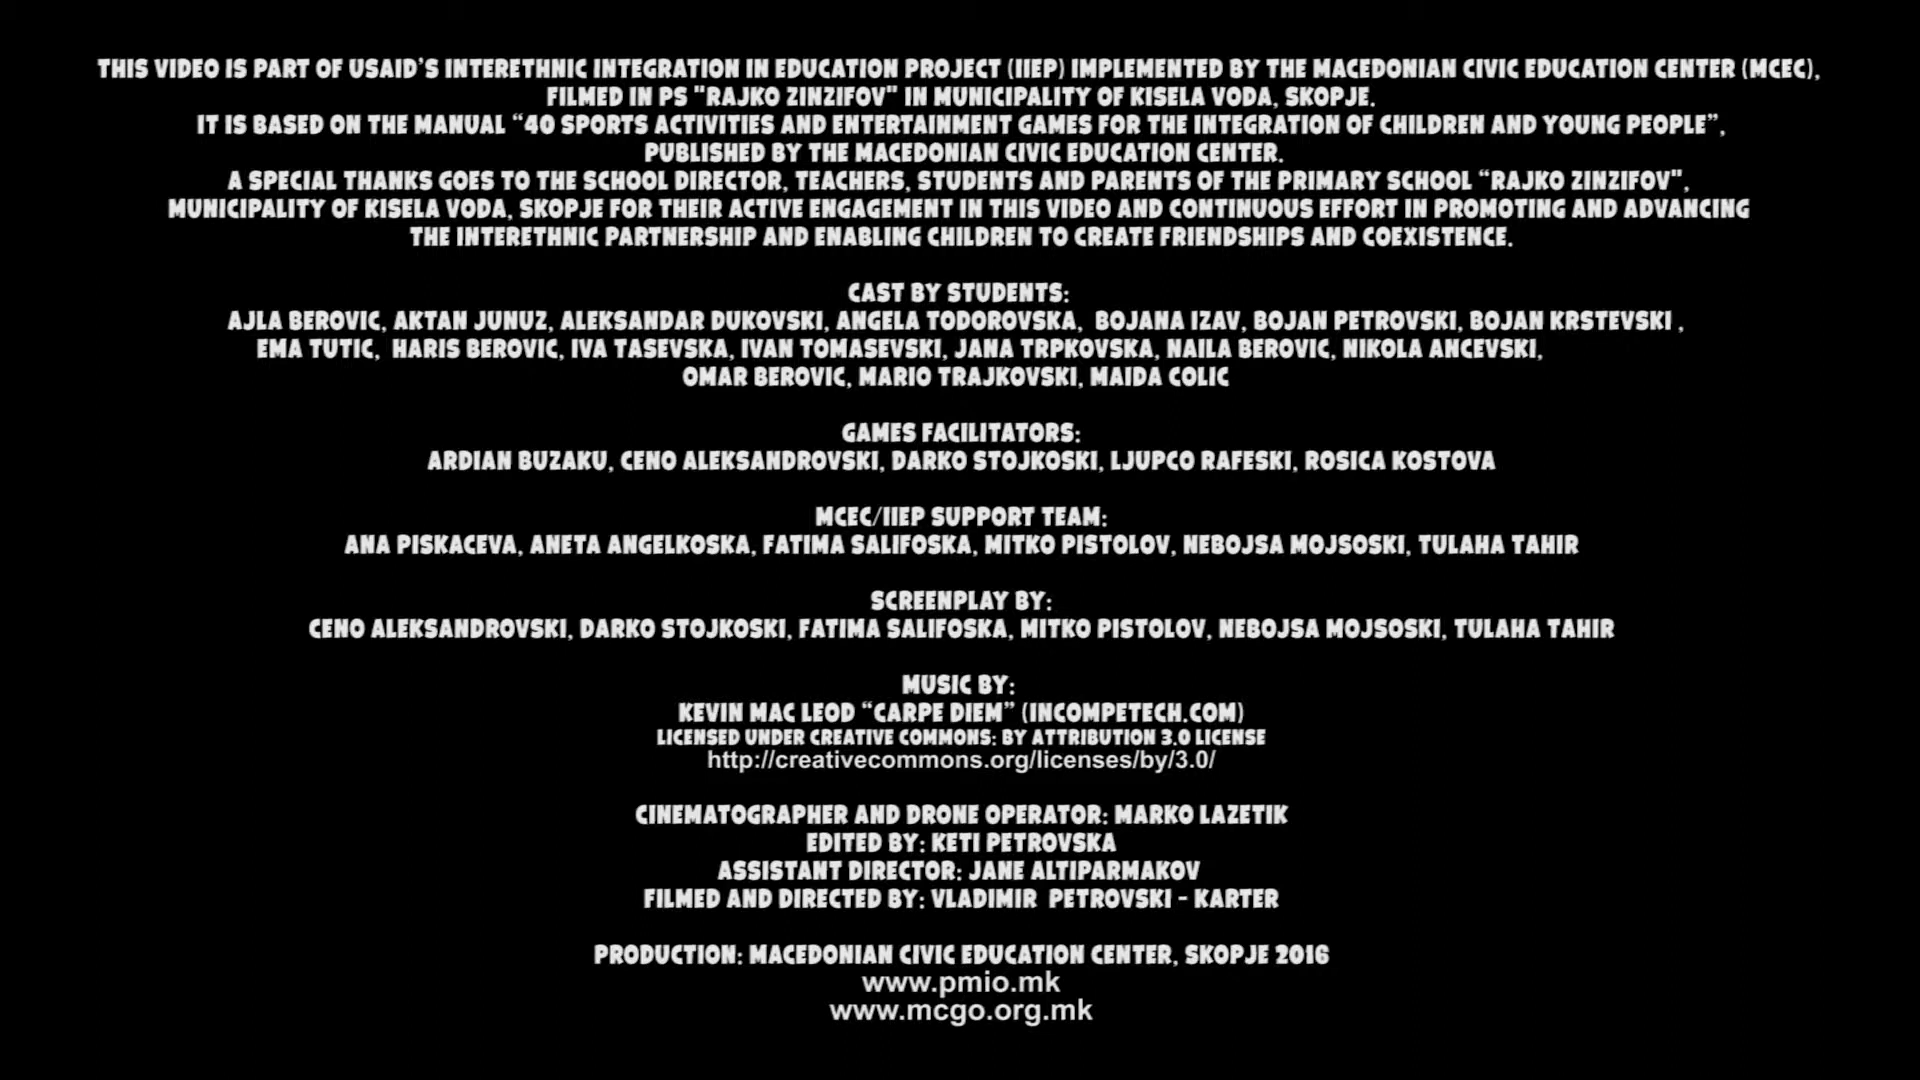 THIS VIDEO IS PART OF USAID'S INTERETHNIC INTEGRATION IN EDUCATION PROJECT (IIEP) IMPLEMENTED BY THE MACEDONIAN CIVIC EDUCATION CENTER (MCEC),
FILMED IN PS "RAJKO ZINZIFOV" IN MUNICIPALITY OF KISELA VODA, SKOPJE.
IT IS BASED ON THE MANUAL “40 SPORTS ACTIVITIES AND ENTERTAINMENT GAMES FOR THE INTEGRATION OF CHILDREN AND YOUNG PEOPLE”,
PUBLISHED BY THE MACEDONIAN CIVIC EDUCATION CENTER.
A SPECIAL THANKS GOES TO THE SCHOOL DIRECTOR, TEACHERS, STUDENTS AND PARENTS OF THE PRIMARY SCHOOL “RAJKO ZINZIFOV",
MUNICIPALITY OF KISELA VODA, SKOPJE FOR THEIR ACTIVE ENGAGEMENT IN THIS VIDEO AND CONTINUOUS EFFORT IN PROMOTING AND ADVANCING
THE INTERETHNIC PARTNERSHIP AND ENABLING CHILDREN TO CREATE FRIENDSHIPS AND COEXISTENCE.
CAST BY STUDENTS:
AJLA BEROVIC, AKTAN JUNUZ, ALEKSANDAR DUKOVSKI, ANGELA TODOROVSKA, BOJANA IZAV, BOJAN PETROVSKI, BOJAN KRSTEVSKI ,
EMA TUTIC, HARIS BEROVIC, IVA TASEVSKA, IVAN TOMASEVSKI, JANA TRPKOVSKA, NAILA BEROVIC, NIKOLA ANCEVSKI,
OMAR BEROVIC, MARIO TRAJKOVSKI, MAIDA COLIC
GAMES FACILITATORS:
ARDIAN BUZAKU, CENO ALEKSANDROVSKI, DARKO STOJKOSKI, LJUPCO RAFESKI, ROSICA KOSTOVA
MCEC/IIEP SUPPORT TEAM:
ANA PISKACEVA, ANETA ANGELKOSKA, FATIMA SALIFOSKA, MITKO PISTOLOV, NEBOJSA MOJSOSKI, TULAHA TAHIR
SCREENPLAY BY:
CENO ALEKSANDROVSKI, DARKO STOJKOSKI, FATIMA SALIFOSKA, MITKO PISTOLOV, NEBOJSA MOJSOSKI, TULAHA TAHIR
MUSIC BY:
KEVIN MAC LEOD “CARPE DIEM” (INCOMPETECH.COM)
LICENSED UNDER CREATIVE COMMONS: BY ATTRIBUTION 3.0 LICENSE
http://creativecommons.org/licenses/by/3.0/
CINEMATOGRAPHER AND DRONE OPERATOR: MARKO LAZETIK
EDITED BY: KETI PETROVSKA
ASSISTANT DIRECTOR: JANE ALTIPARMAKOV
FILMED AND DIRECTED BY: VLADIMIR PETROVSKI - KARTER
PRODUCTION: MACEDONIAN CIVIC EDUCATION CENTER, SKOPJE 2016
www.pmio.mk
www.mcgo.org.mk